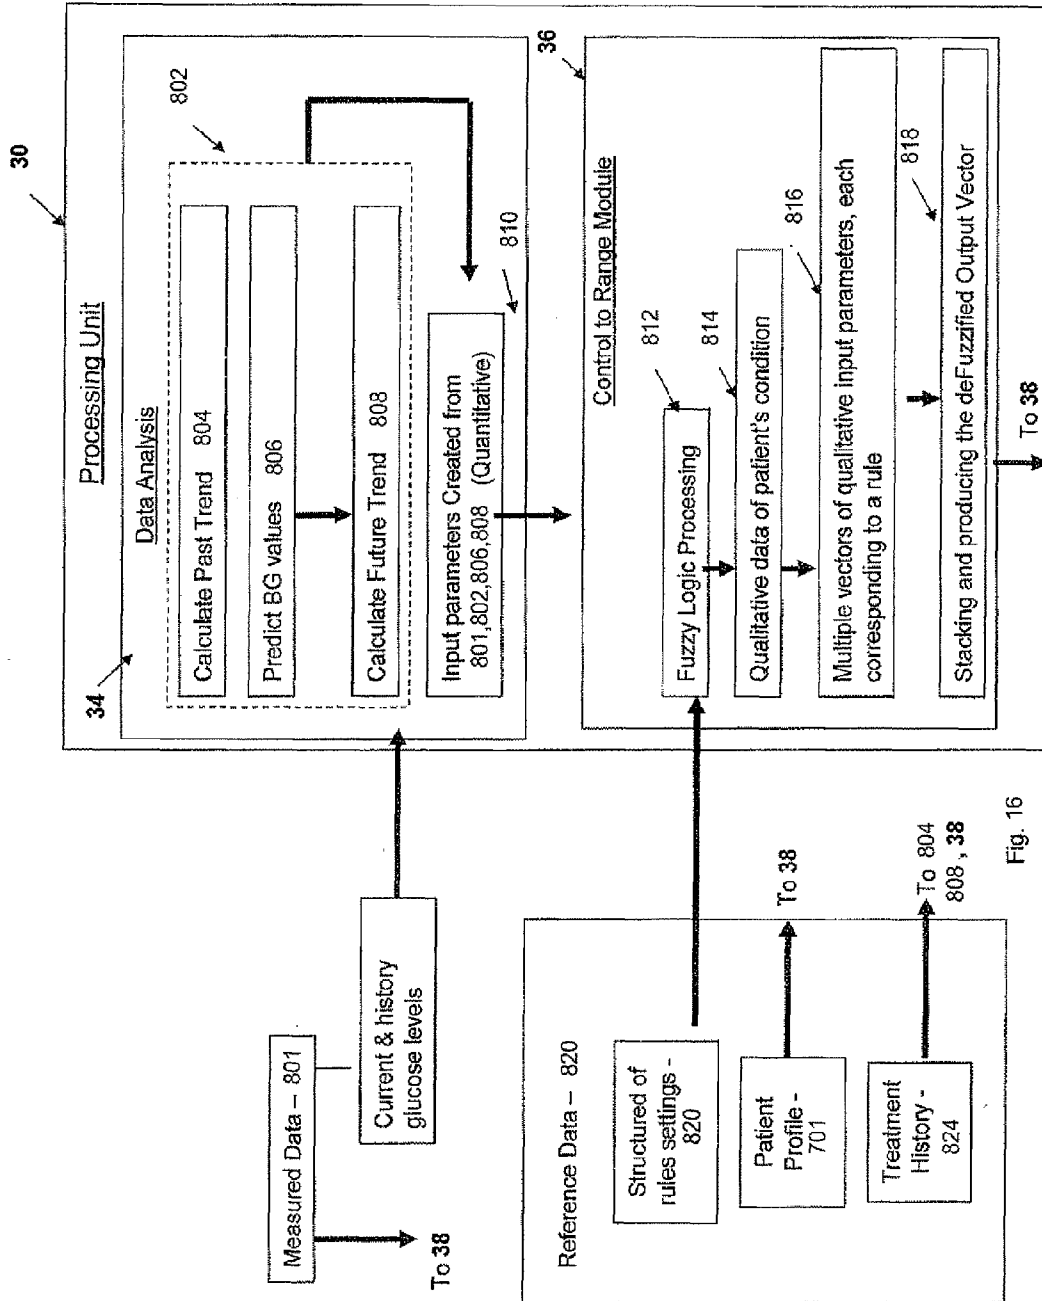 30
Processing Unit
34
Data Analysis
802
Calculate Past Trend 804
Predict BG values 806
Calculate Future Trend 808
Input parameters Created from
801,802,806,808 (Quantitative)
810
36
Control to Range Module
Fuzzy Logic Processing
812
Qualitative data of patient's condition
814
Multiple vectors of qualitative input parameters, each
corresponding to a rule
816
Stacking and producing the deFuzzified Output Vector
818
To 38
Measured Data – 801
To 38
Current & history
glucose levels
Reference Data – 820
Structured of
rules settings -
820
Patient
Profile -
701
To 38
Treatment
History -
824
To 804
808 , 38
Fig. 16